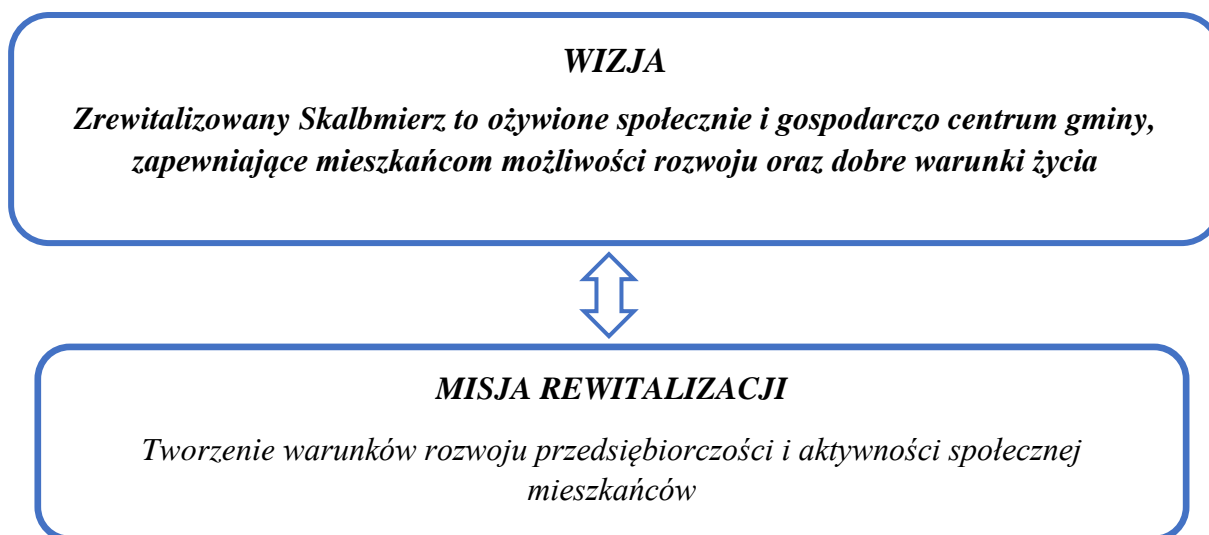 WIZJA
Zrewitalizowany Skalbmierz to ożywione społecznie i gospodarczo centrum gminy,
zapewniające mieszkańcom możliwości rozwoju oraz dobre warunki życia
MISJA REWITALIZACJI
Tworzenie warunków rozwoju przedsiębiorczości i aktywności społecznej
mieszkańców